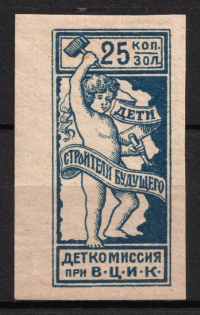 25 КОП.
ЗОЛ.
ДЕТИ
СТРОИТЕЛИ БУДУЩЕГО
ДЕТКОМИССИЯ
ПРИ В·Ц·И·К·